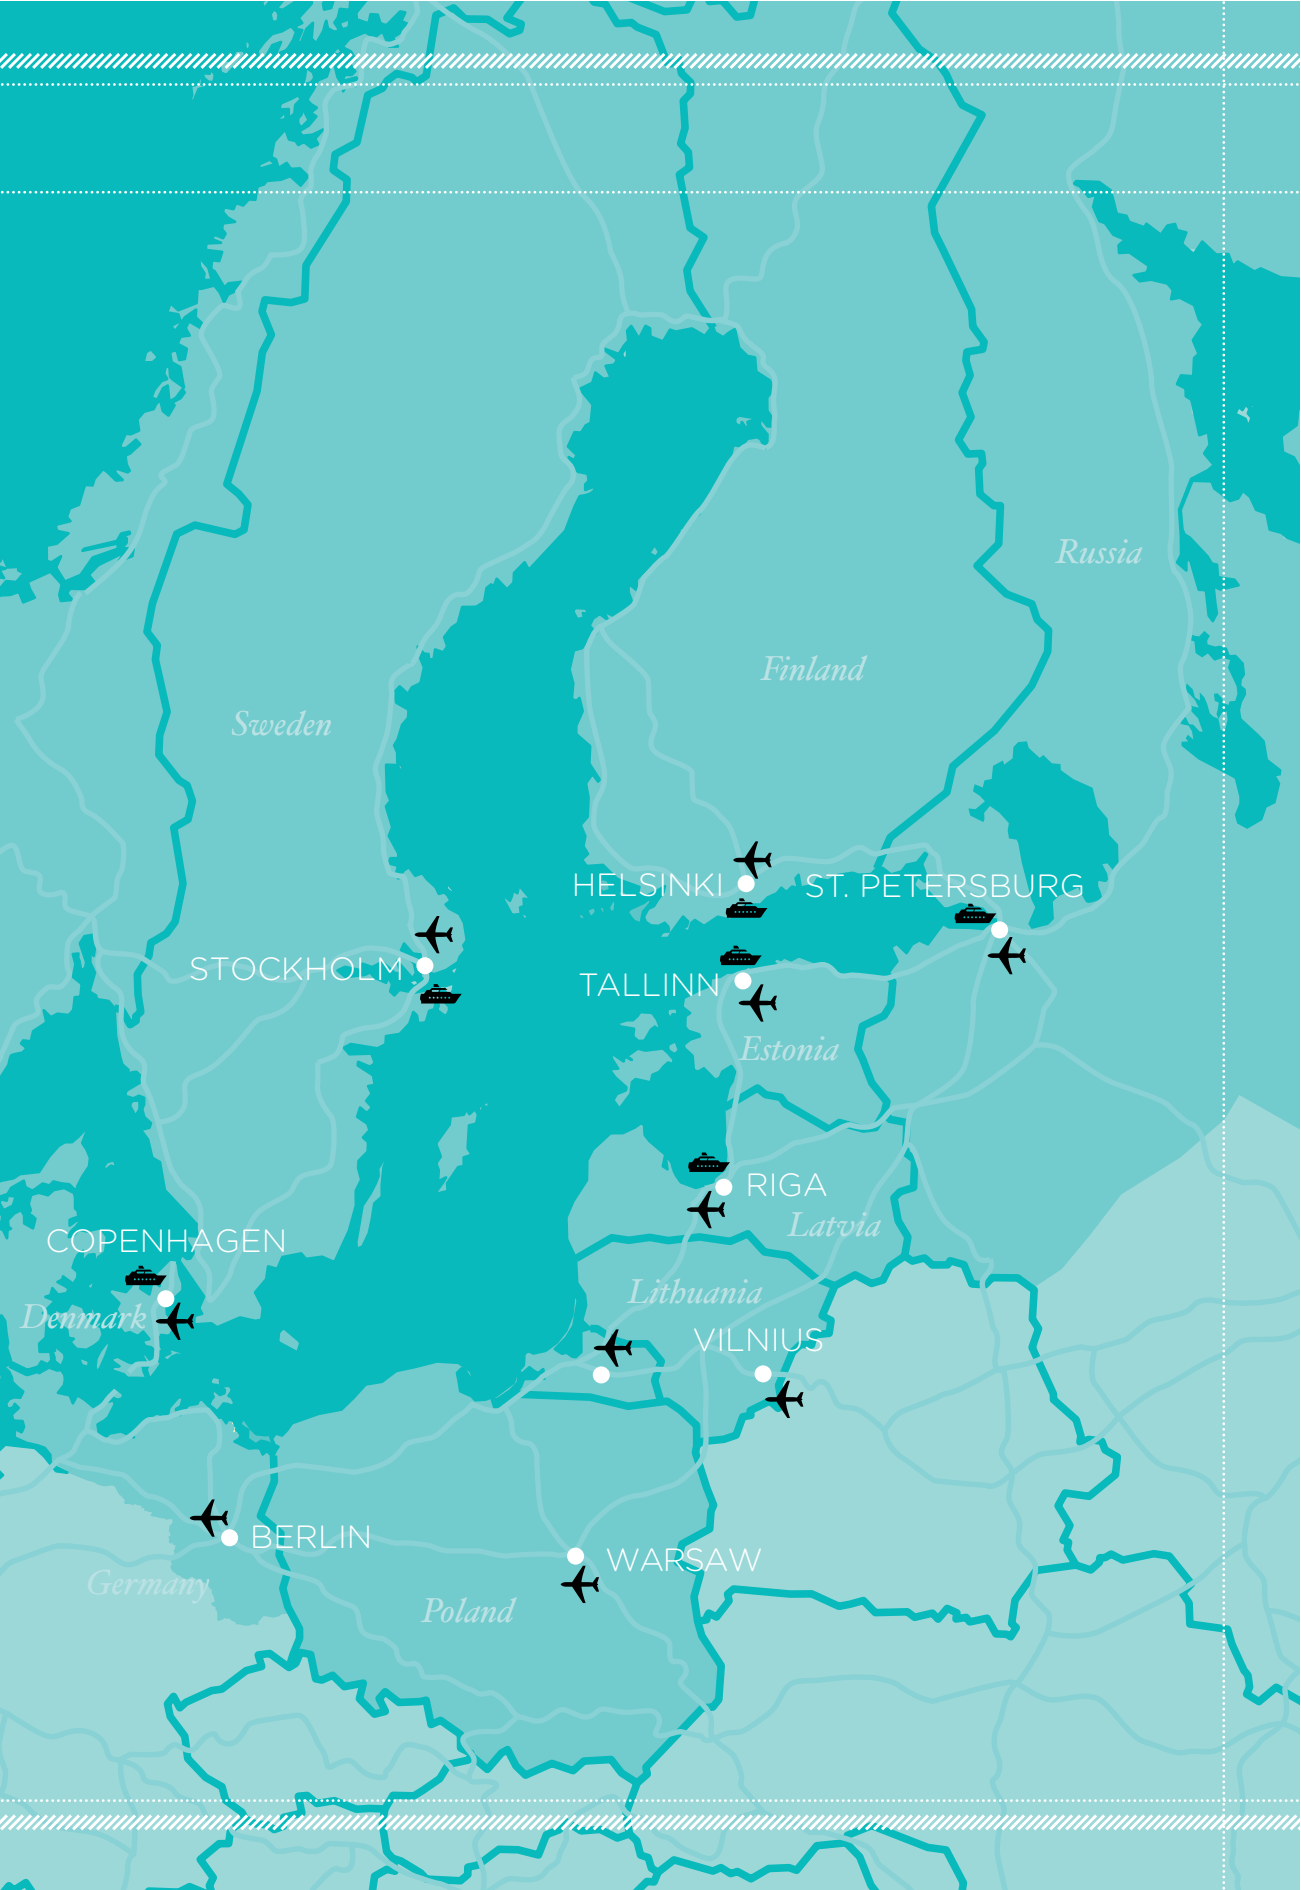 Russia
Finland
Sweden
HELSINKI
ST. PETERSBURG
STOCKHOLM
TALLINN
Estonia
RIGA
Latvia
COPENHAGEN
Lithuania
Denmark
VILNIUS
BERLIN
WARSAW
Germany
Poland